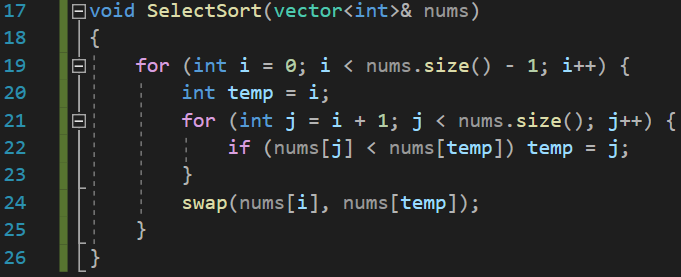 17 void SelectSort(vector<int>& nums)
18 {
19 for (int i = 0; i < nums.size() - 1; i++) {
20 int temp = i;
21 for (int j = i + 1; j < nums.size(); j++) {
22 if (nums[j] < nums[temp]) temp = j;
23 }
24 swap(nums[i], nums[temp]);
25 }
26 }